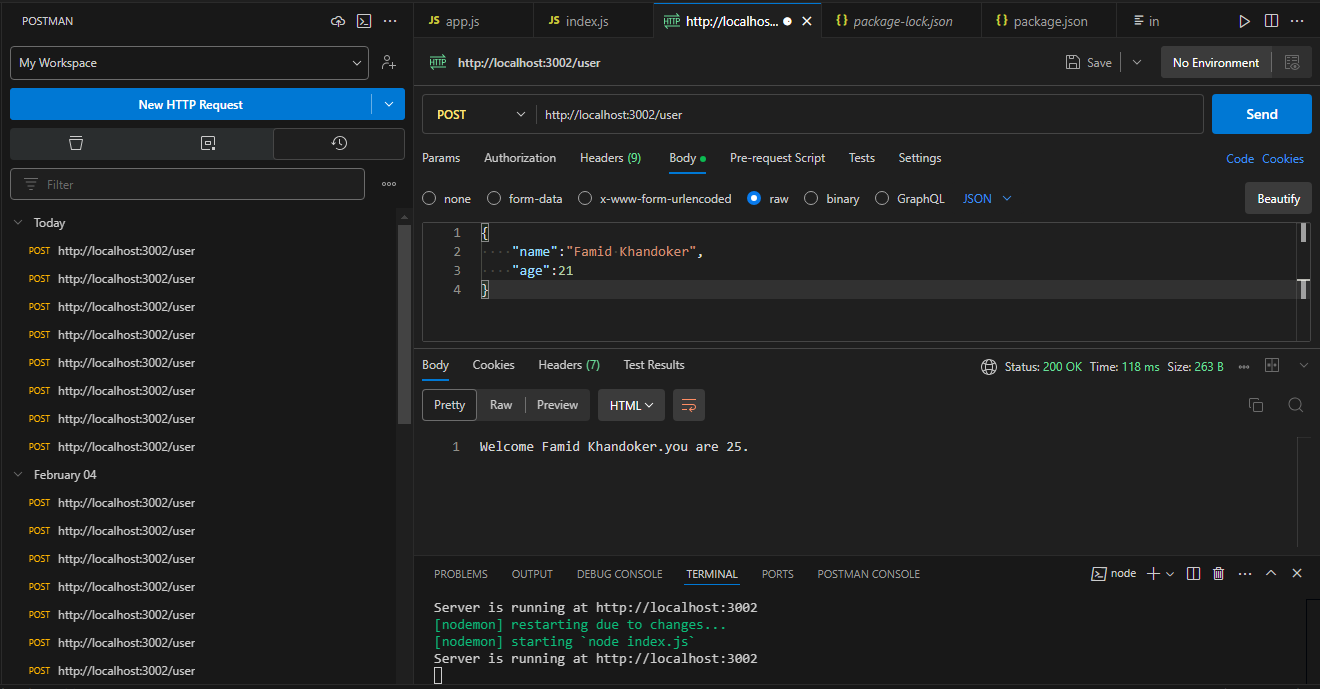 POSTMAN
JS app.js
JS index.js
HTTP http://localhos...
{} package-lock.json
{} package.json
in
My Workspace
HTTP http://localhost:3002/user
Save
No Environment
New HTTP Request
POST http://localhost:3002/user
Send
Params Authorization Headers (9) Body Pre-request Script Tests Settings
Code Cookies
Filter
none form-data x-www-form-urlencoded raw binary GraphQL JSON
Beautify
Today
POST http://localhost:3002/user
POST http://localhost:3002/user
POST http://localhost:3002/user
POST http://localhost:3002/user
POST http://localhost:3002/user
POST http://localhost:3002/user
POST http://localhost:3002/user
POST http://localhost:3002/user
February 04
POST http://localhost:3002/user
POST http://localhost:3002/user
POST http://localhost:3002/user
POST http://localhost:3002/user
POST http://localhost:3002/user
POST http://localhost:3002/user
POST http://localhost:3002/user
1 {
2 ····"name":"Famid·Khandoker",
3 ····"age":21
4 }
Body Cookies Headers (7) Test Results
Status: 200 OK Time: 118 ms Size: 263 B
Pretty Raw Preview HTML
1 Welcome Famid Khandoker.you are 25.
PROBLEMS OUTPUT DEBUG CONSOLE TERMINAL PORTS POSTMAN CONSOLE
node
Server is running at http://localhost:3002
[nodemon] restarting due to changes...
[nodemon] starting `node index.js`
Server is running at http://localhost:3002